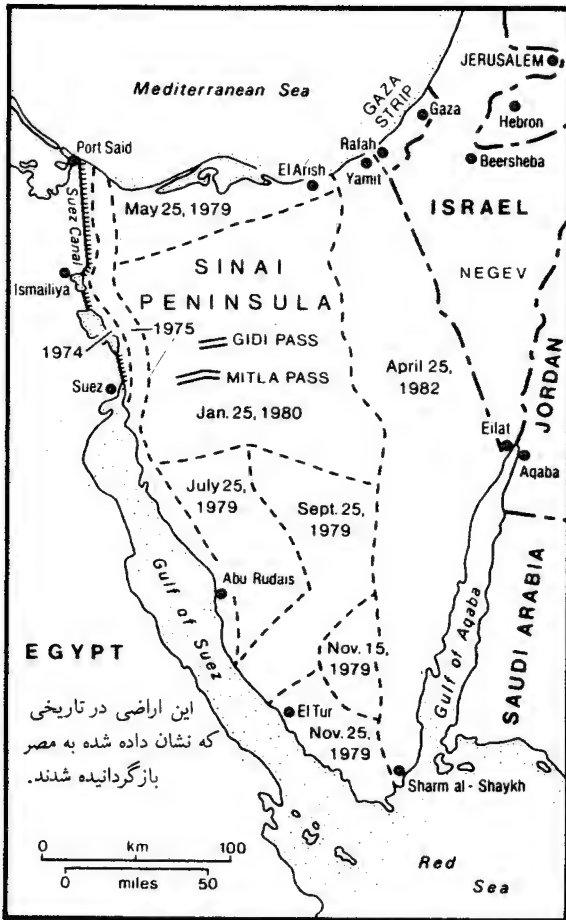 JERUSALEM
Mediterranean Sea
GAZA STRIP
Gaza
Hebron
Port Said
Rafah
El Arish
Yamit
Beersheba
May 25, 1979
ISRAEL
Suez Canal
SINAI
PENINSULA
NEGEV
Ismailiya
1975
1974
GIDI PASS
MITLA PASS
April 25,
1982
JORDAN
Suez
Jan. 25, 1980
Eilat
Aqaba
July 25,
1979
Sept. 25,
1979
Gulf of Suez
Abu Rudais
Gulf of Aqaba
SAUDI ARABIA
EGYPT
Nov. 15,
1979
این اراضی در تاریخی
که نشان داده شده به مصر
بازگردانیده شدند.
El Tur
Nov. 25,
1979
Sharm al - Shaykh
0 km 100
0 miles 50
Red
Sea